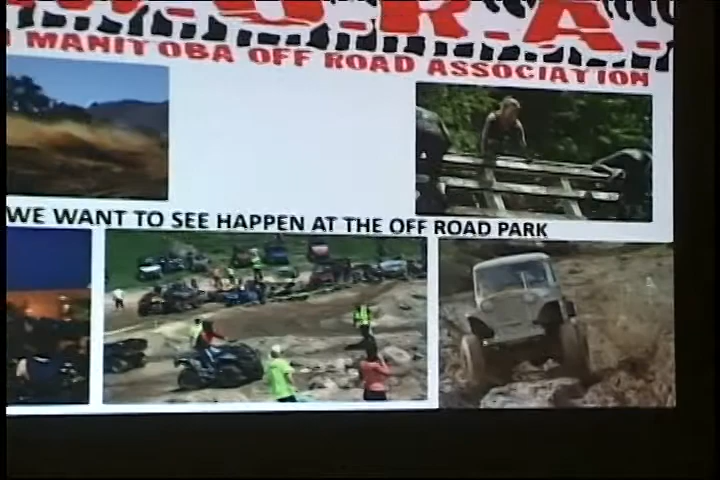 .O.R.A.
MANITOBA OFF ROAD ASSOCIATION
WE WANT TO SEE HAPPEN AT THE OFF ROAD PARK